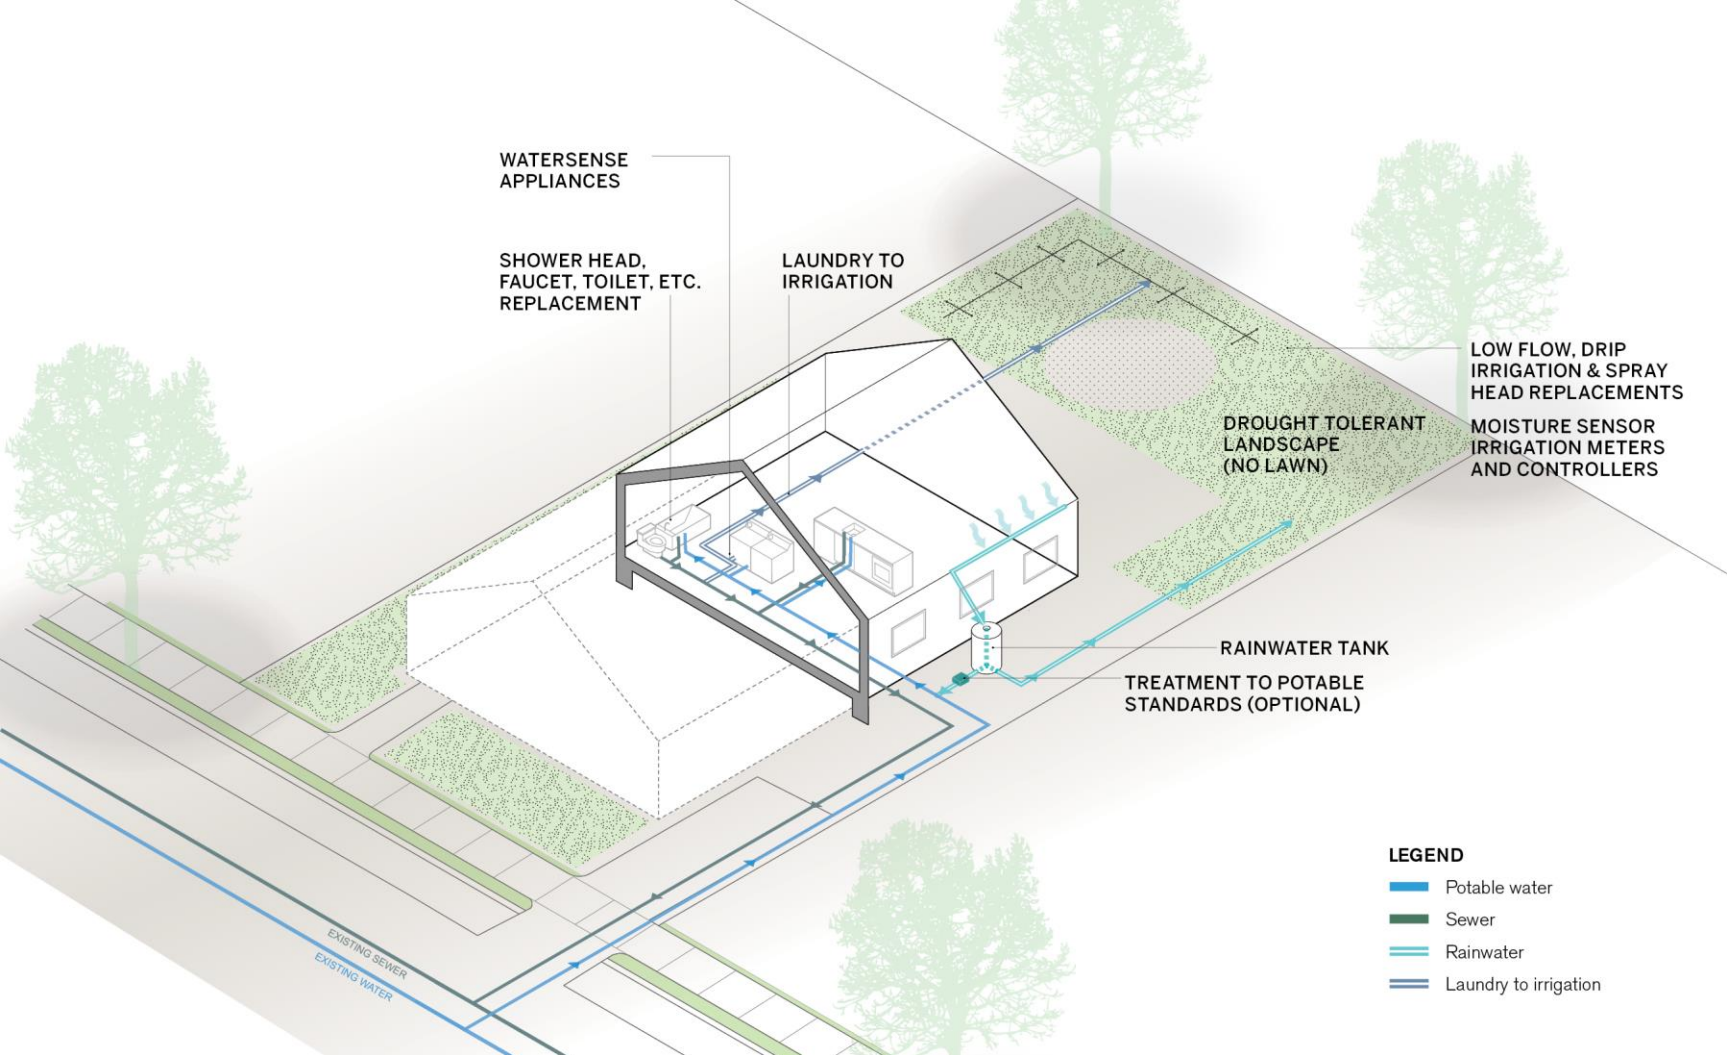 WATERSENSE
APPLIANCES
SHOWER HEAD,
FAUCET, TOILET, ETC.
REPLACEMENT
LAUNDRY TO
IRRIGATION
LOW FLOW, DRIP
IRRIGATION & SPRAY
HEAD REPLACEMENTS
MOISTURE SENSOR
IRRIGATION METERS
AND CONTROLLERS
DROUGHT TOLERANT
LANDSCAPE
(NO LAWN)
RAINWATER TANK
TREATMENT TO POTABLE
STANDARDS (OPTIONAL)
EXISTING SEWER
EXISTING WATER
LEGEND
Potable water
Sewer
Rainwater
Laundry to irrigation